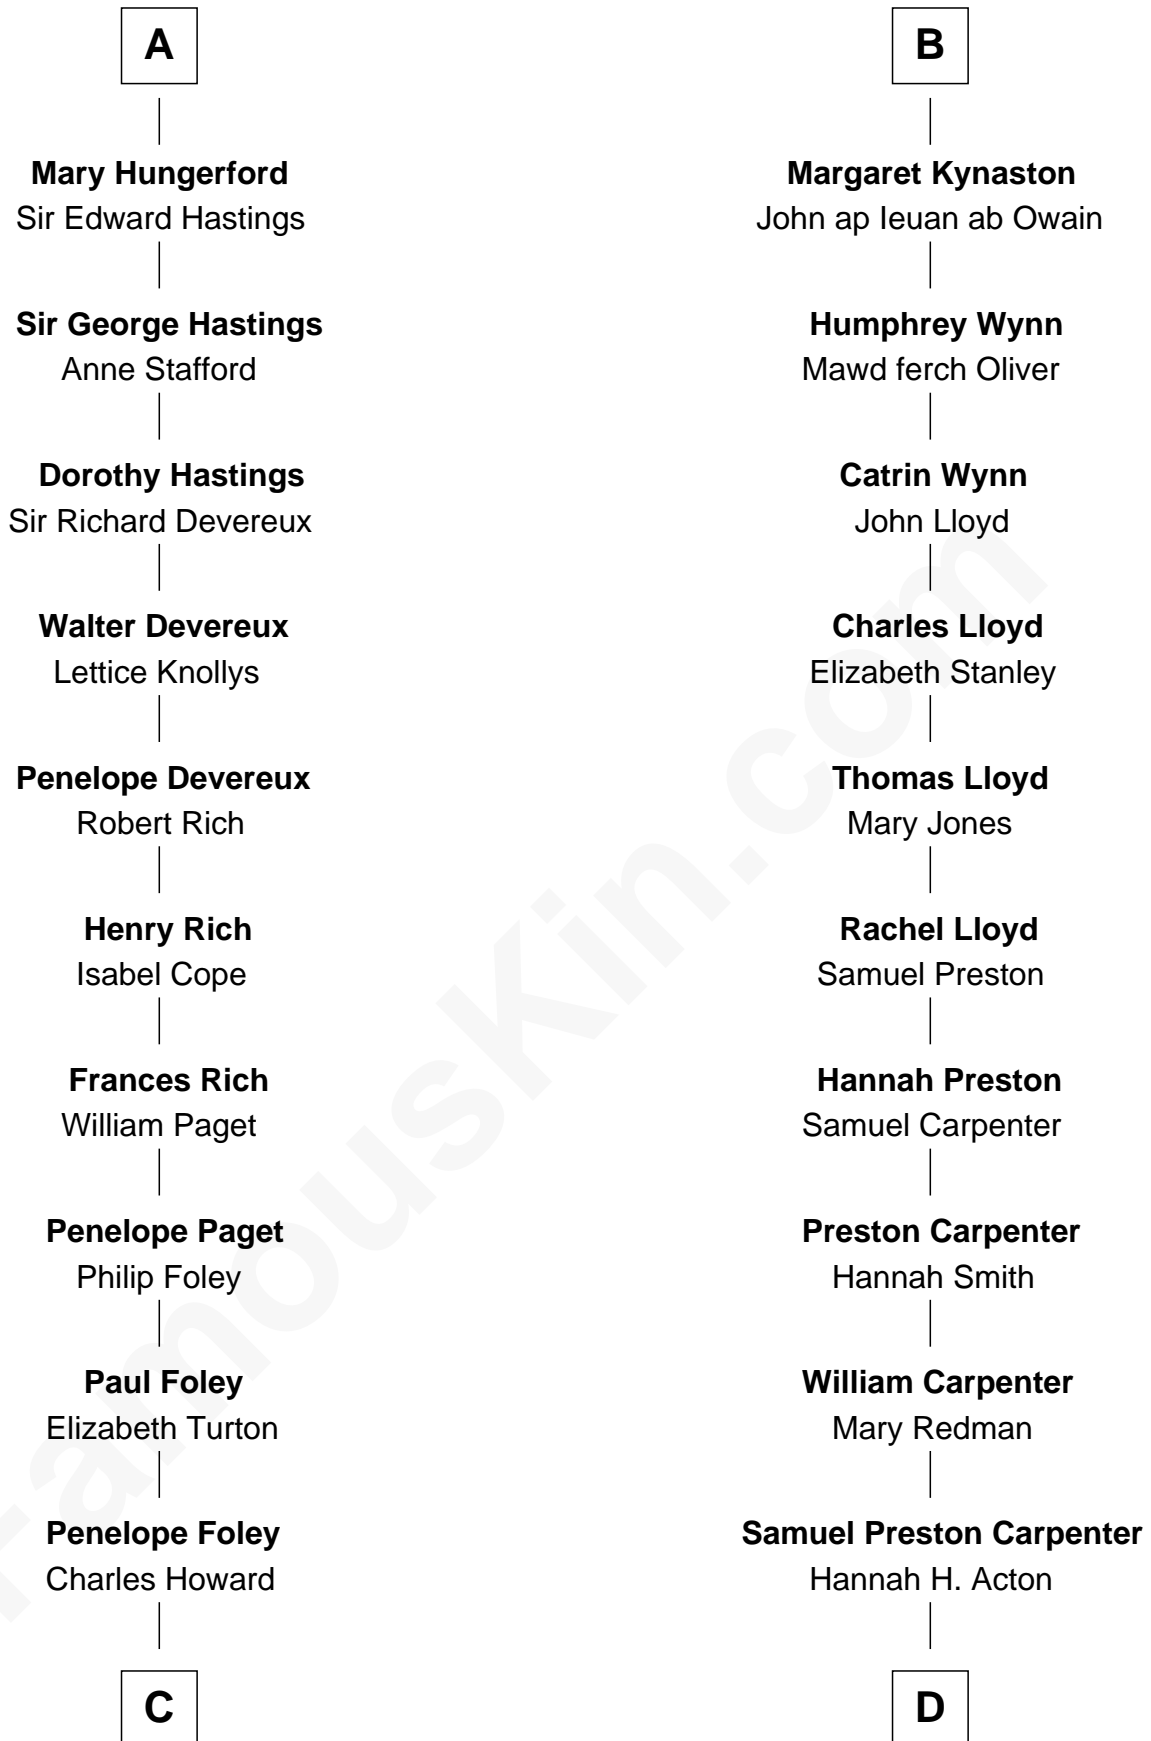 A
Mary Hungerford
Sir Edward Hastings
Sir George Hastings
Anne Stafford
Dorothy Hastings
Sir Richard Devereux
Walter Devereux
Lettice Knollys
Penelope Devereux
Robert Rich
Henry Rich
Isabel Cope
Frances Rich
William Paget
Penelope Paget
Philip Foley
Paul Foley
Elizabeth Turton
Penelope Foley
Charles Howard
C
B
Margaret Kynaston
John ap Ieuan ab Owain
Humphrey Wynn
Mawd ferch Oliver
Catrin Wynn
John Lloyd
Charles Lloyd
Elizabeth Stanley
Thomas Lloyd
Mary Jones
Rachel Lloyd
Samuel Preston
Hannah Preston
Samuel Carpenter
Preston Carpenter
Hannah Smith
William Carpenter
Mary Redman
Samuel Preston Carpenter
Hannah H. Acton
D
FamousKin.com